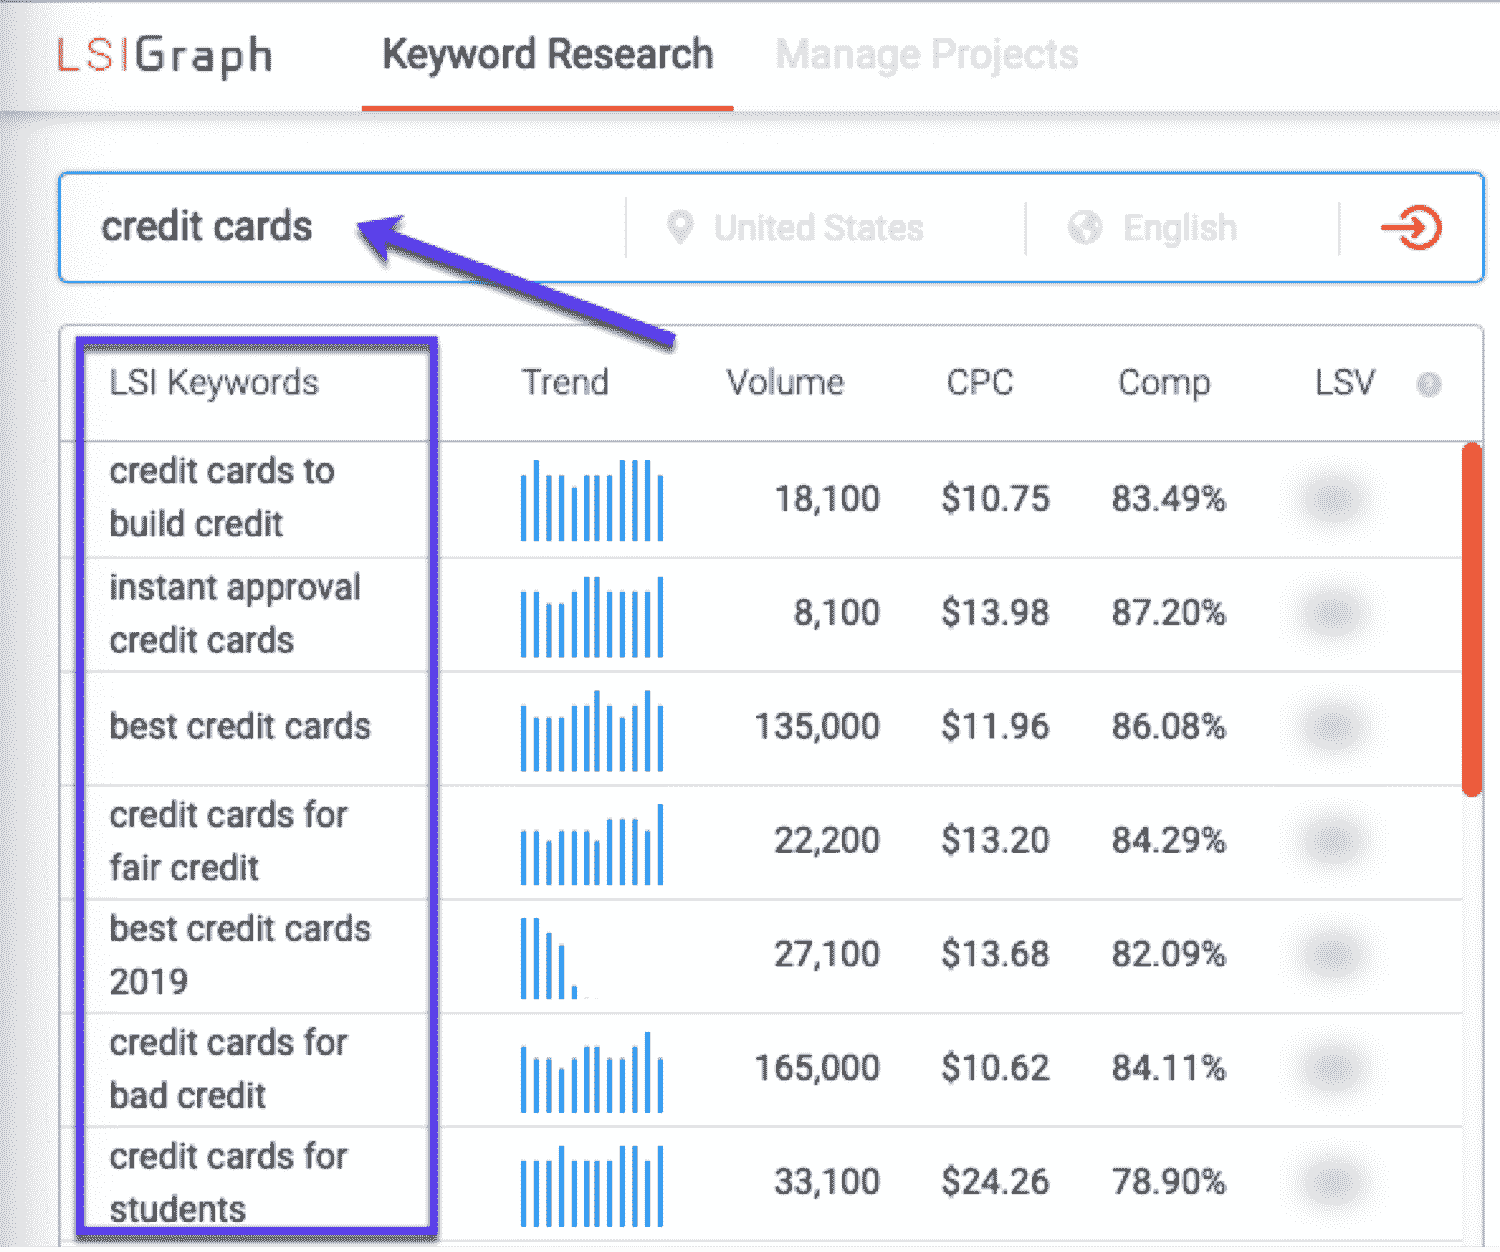 LSIGraph Keyword Research Manage Projects
credit cards United States English
LSI Keywords Trend Volume CPC Comp LSV
credit cards to
build credit
18,100 $10.75 83.49%
instant approval
credit cards
8,100 $13.98 87.20%
best credit cards 135,000 $11.96 86.08%
credit cards for
fair credit
22,200 $13.20 84.29%
best credit cards
2019
27,100 $13.68 82.09%
credit cards for
bad credit
165,000 $10.62 84.11%
credit cards for
students
33,100 $24.26 78.90%